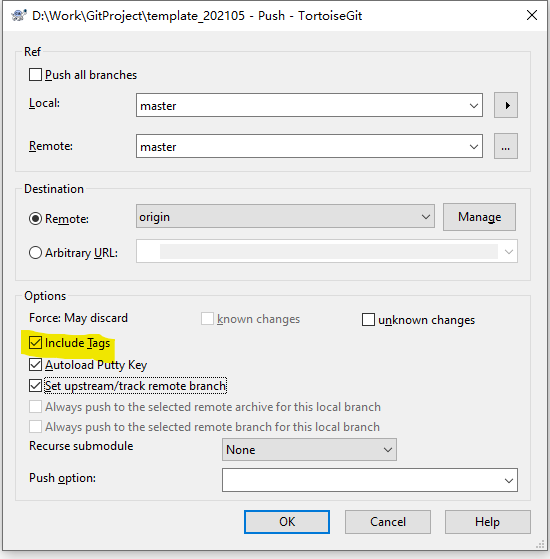 D:\Work\GitProject\template_202105 - Push - TortoiseGit
Ref
Push all branches
Local:
master
Remote:
master
...
Destination
Remote:
origin
Manage
Arbitrary URL:
Options
Force: May discard
known changes
unknown changes
Include Tags
Autoload Putty Key
Set upstream/track remote branch
Always push to the selected remote archive for this local branch
Always push to the selected remote branch for this local branch
Recurse submodule
None
Push option:
OK
Cancel
Help